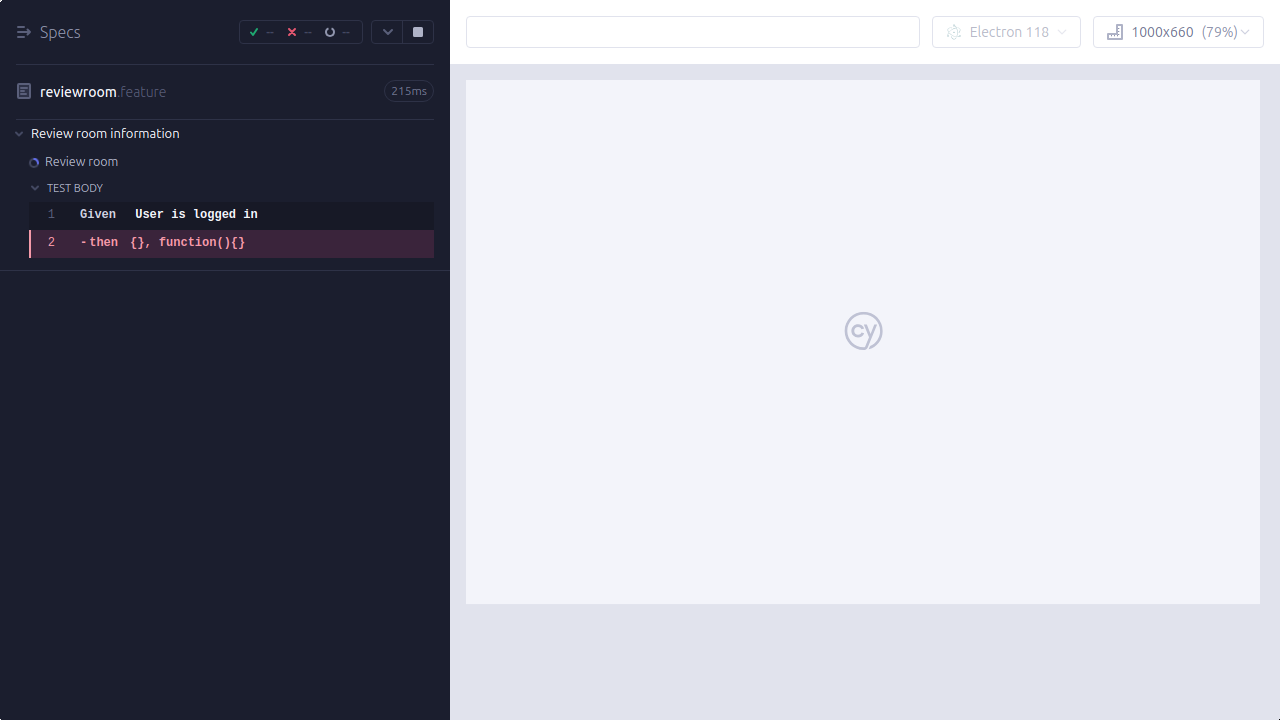 Specs
--
--
--
Electron 118
1000x660 (79%)
reviewroom.feature
215ms
Review room information
Review room
TEST BODY
1 Given User is logged in
2 -then {}, function(){}
cy